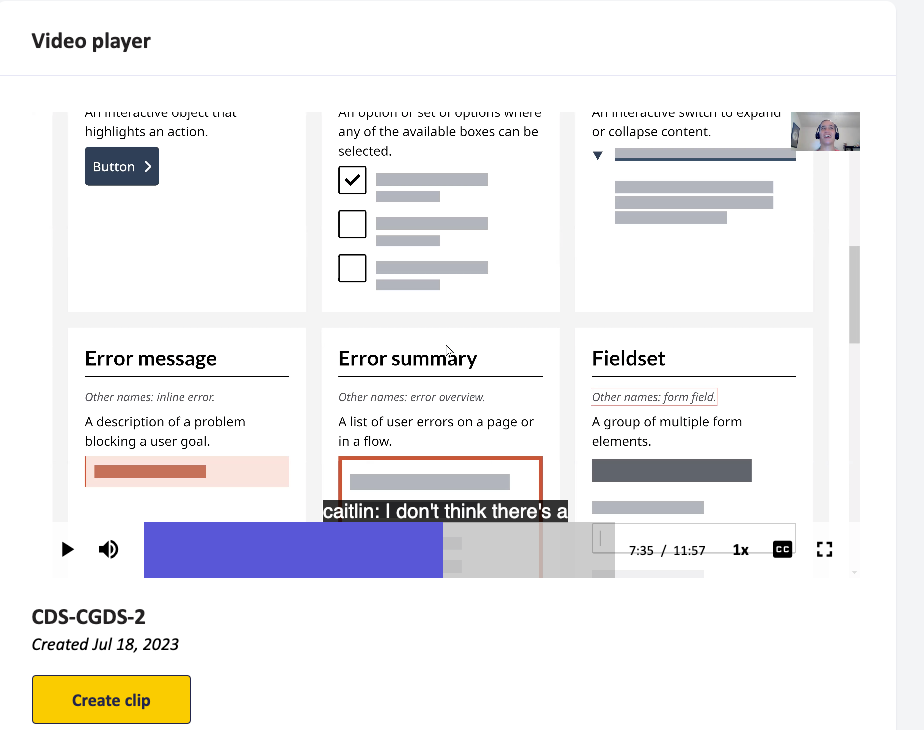 Video player
An interactive object that
highlights an action.
Button
An option or set of options where
any of the available boxes can be
selected.
An interactive switch to expand
or collapse content.
Error message
Other names: inline error.
A description of a problem
blocking a user goal.
Error summary
Other names: error overview.
A list of user errors on a page or
in a flow.
Fieldset
Other names: form field.
A group of multiple form
elements.
caitlin: I don't think there's a
7:35 / 11:57
1x
CC
CDS-CGDS-2
Created Jul 18, 2023
Create clip